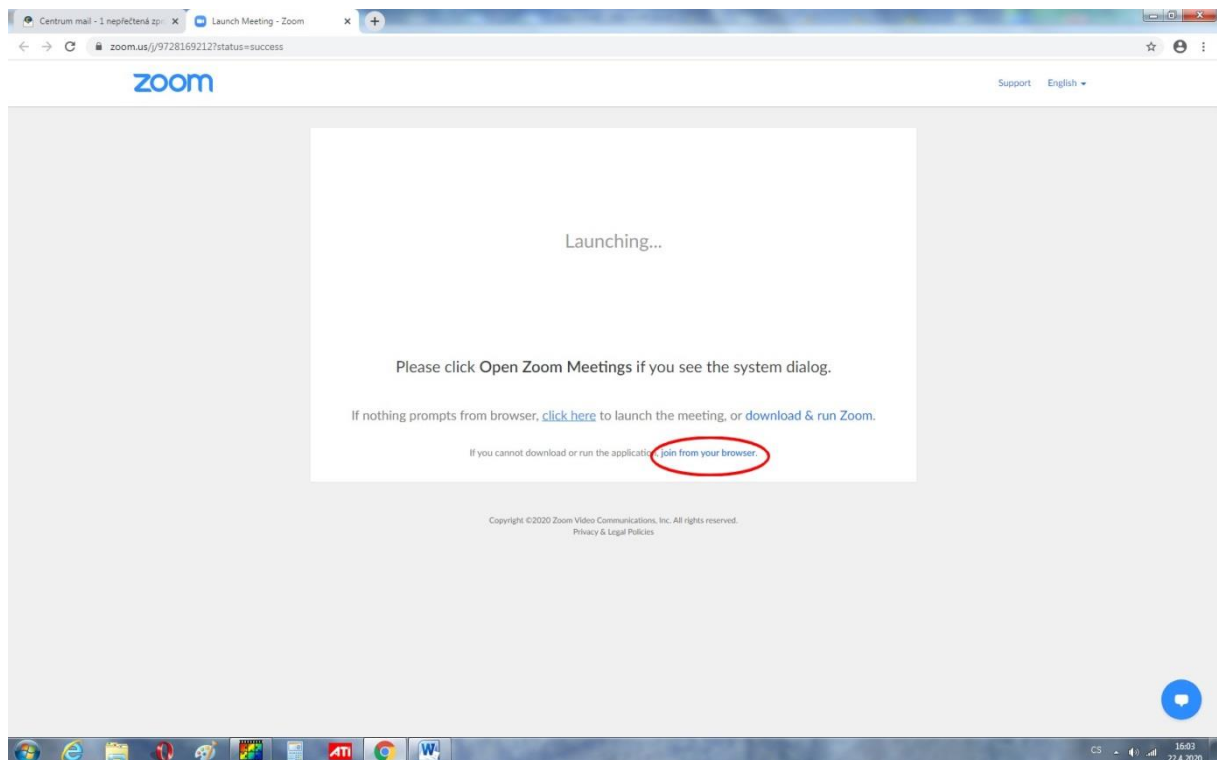 Centrum mail - 1 nepřečtená zpr
Launch Meeting - Zoom
zoom.us/j/9728169212?status=success
zoom
Support English
Launching...
Please click Open Zoom Meetings if you see the system dialog.
If nothing prompts from browser, click here to launch the meeting, or download & run Zoom.
If you cannot download or run the application, join from your browser.
Copyright ©2020 Zoom Video Communications, Inc. All rights reserved.
Privacy & Legal Policies
ATI
W
CS
16:03
22.4.2020